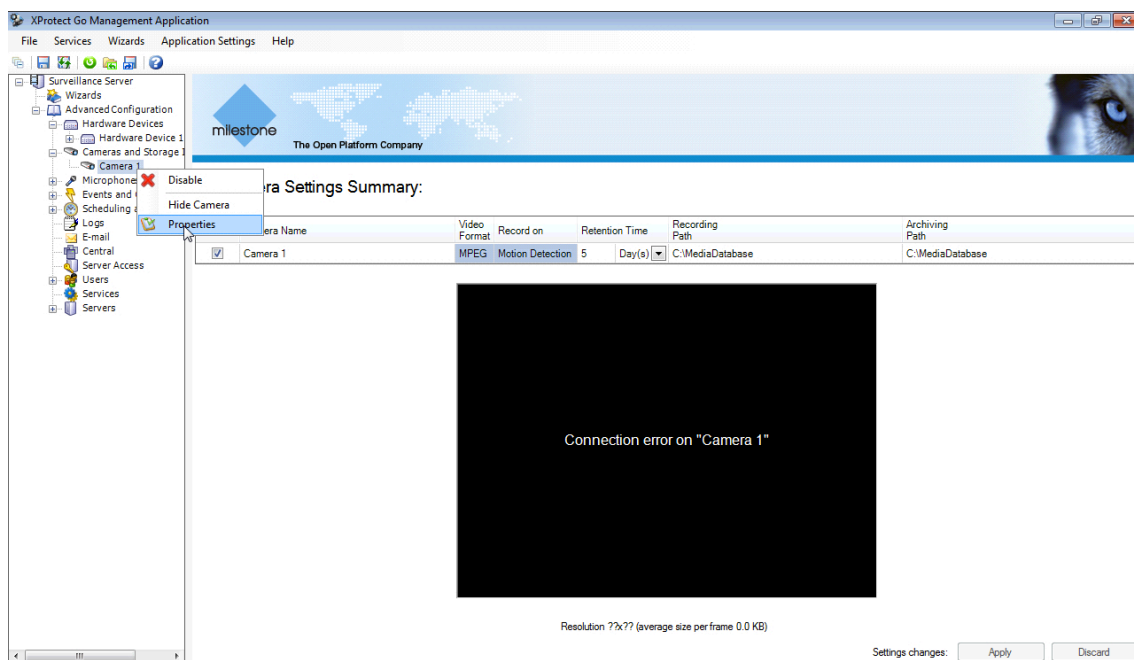 XProtect Go Management Application
File Services Wizards Application Settings Help
Surveillance Server
Wizards
Advanced Configuration
Hardware Devices
Hardware Device 1
Cameras and Storage
Camera 1
Microphone
Events and
Scheduling
Logs
E-mail
Central
Server Access
Users
Services
Servers
Disable
Hide Camera
Properties
milestone
The Open Platform Company
era Settings Summary:
era Name
Video Format
Record on
Retention Time
Recording Path
Archiving Path
Camera 1
MPEG
Motion Detection
5
Day(s)
C:\MediaDatabase
C:\MediaDatabase
Connection error on "Camera 1"
Resolution ??x?? (average size per frame 0.0 KB)
Settings changes:
Apply
Discard